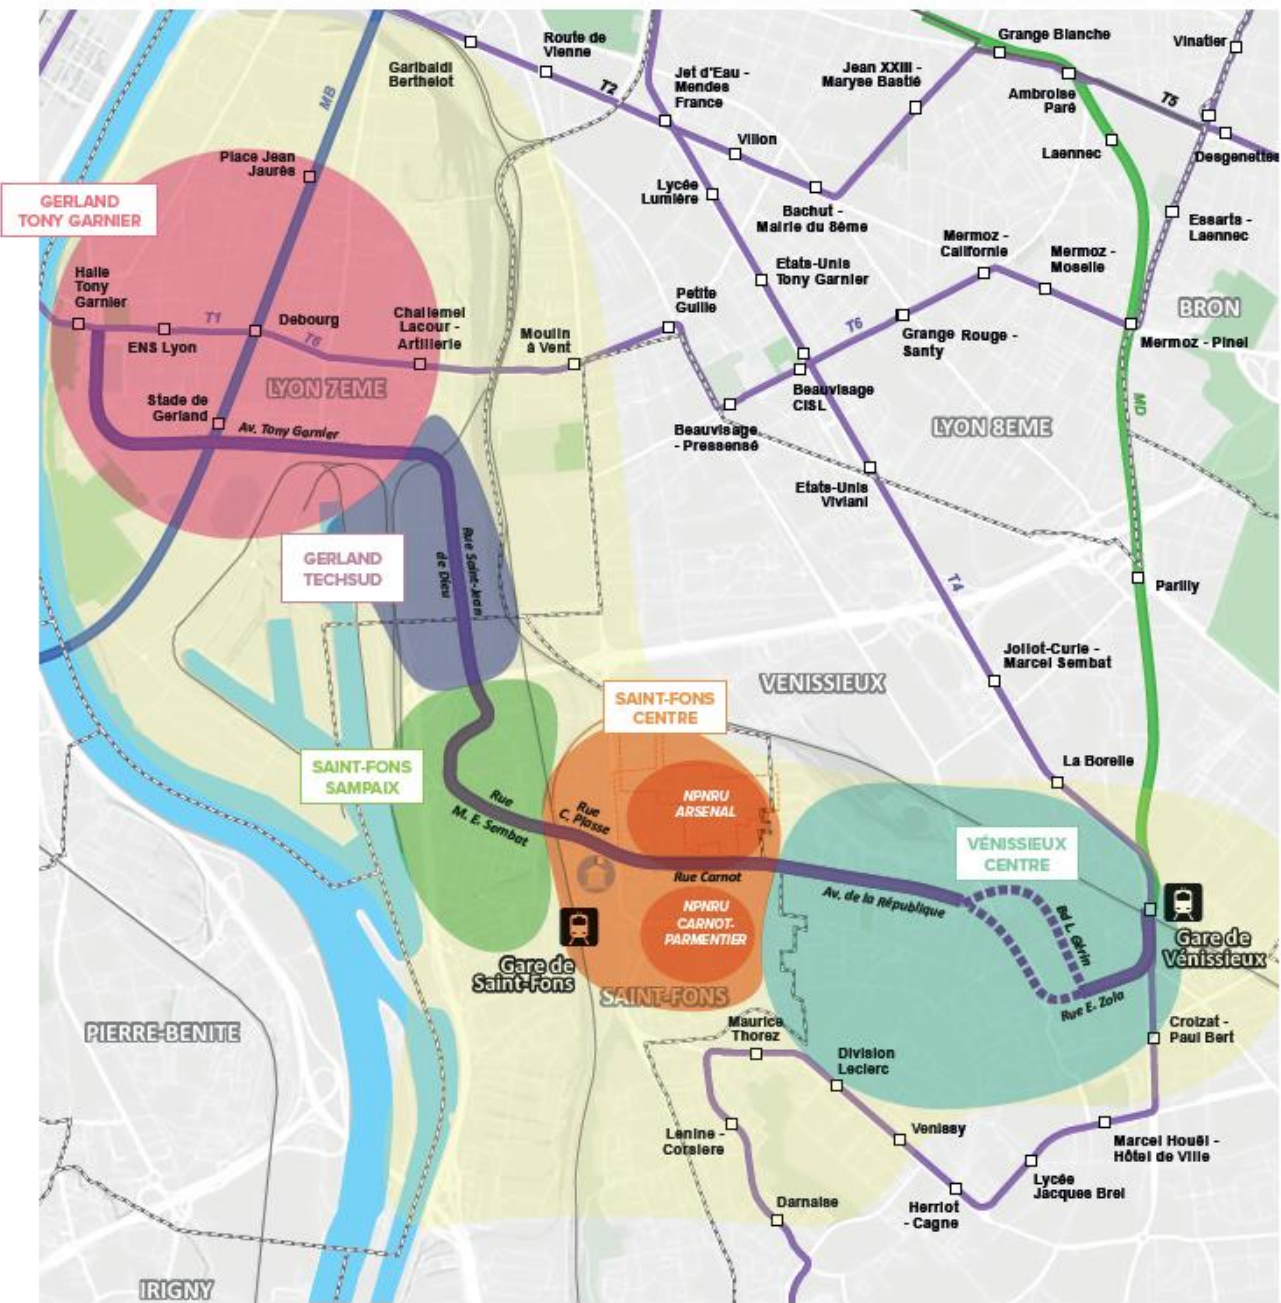 Route de
Vienne
Garibaldi
Berthelot
T2
MB
Jet d'Eau -
Mendes
France
Jean XXIII -
Maryse Bastié
Grange Blanche
Vinatier
Ambroise
Paré
T5
Desgenettes
Laennec
Villon
Place Jean
Jaurès
Lycée
Lumière
Bachut -
Mairie du 8ème
Essarts -
Laennec
GERLAND
TONY GARNIER
Halle
Tony
Garnier
T1
ENS Lyon
Debourg
T6
Challemel
Lacour -
Artillerie
Moulin
à Vent
Petite
Guille
Etats-Unis
Tony Garnier
Mermoz -
Californie
Mermoz -
Moselle
BRON
T6
Grange Rouge -
Santy
Mermoz - Pinel
LYON 7EME
Stade de
Gerland
Av. Tony Garnier
Beauvisage
CISL
Beauvisage
- Pressensé
MD
LYON 8EME
Etats-Unis
Viviani
GERLAND
TECHSUD
Rue Saint-Jean
de Dieu
T4
Parilly
Joliot-Curie -
Marcel Sembat
VENISSIEUX
SAINT-FONS
CENTRE
SAINT-FONS
SAMPAIX
La Borelle
Rue
M. E. Sembat
Rue
C. Plasse
NPNRU
ARSENAL
VÉNISSIEUX
CENTRE
Rue Carnot
Av. de la République
NPNRU
CARNOT-
PARMENTIER
Bd L. Gérin
Gare de
Vénissieux
Gare de
Saint-Fons
SAINT-FONS
Rue E. Zola
PIERRE-BENITE
Maurice
Thorez
Croizat -
Paul Bert
Division
Leclerc
Lenine -
Corsiere
Venissy
Marcel Houël -
Hôtel de Ville
Lycée
Jacques Brel
Darnaise
Herriot
- Cagne
IRIGNY